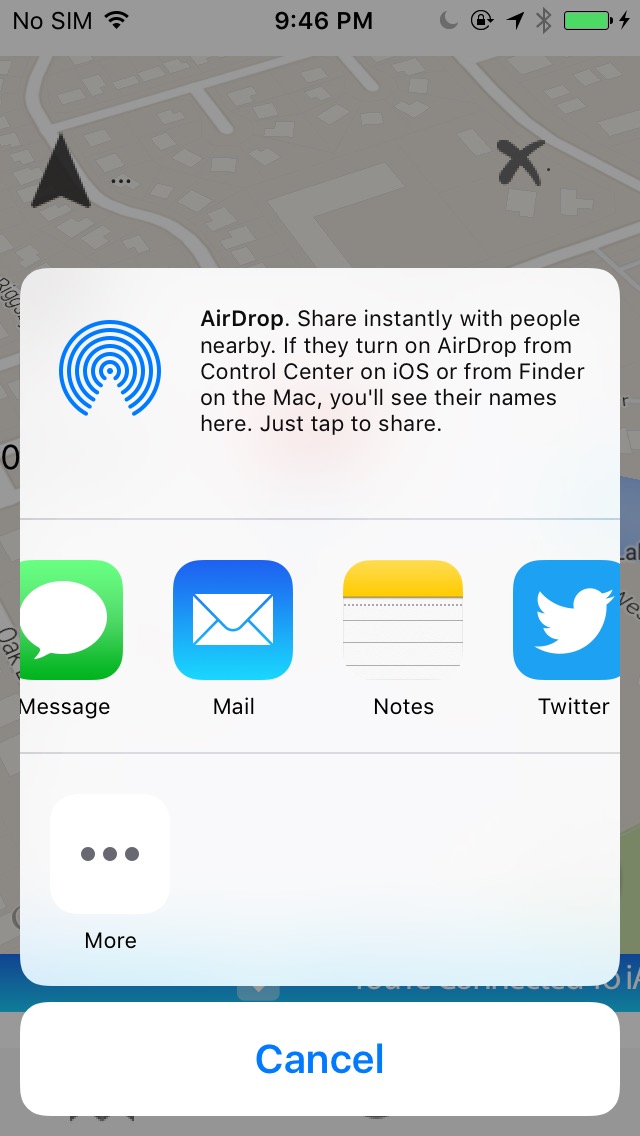 No SIM 9:46 PM
...
0
AirDrop. Share instantly with people
nearby. If they turn on AirDrop from
Control Center on iOS or from Finder
on the Mac, you'll see their names
here. Just tap to share.
Message Mail Notes Twitter
More
Cancel